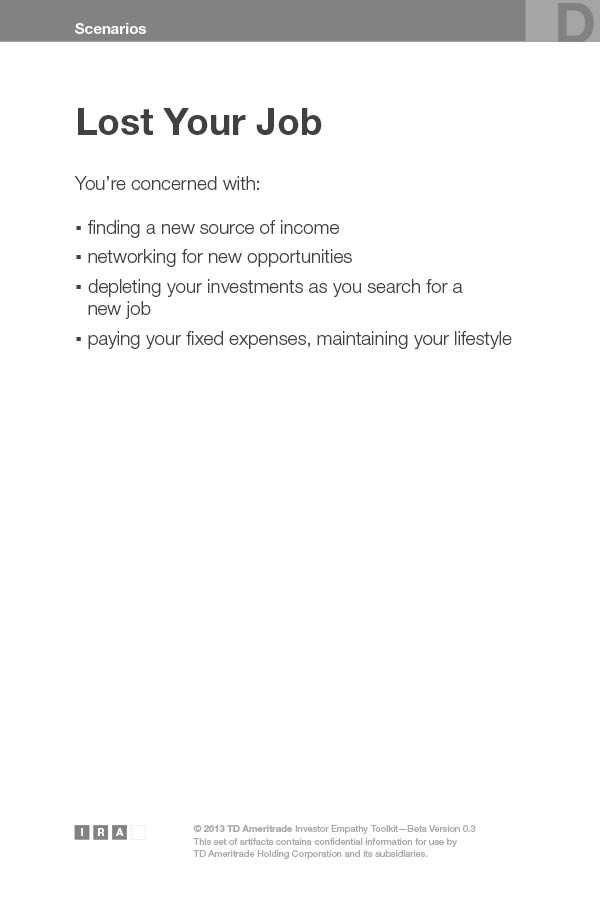 Scenarios
D
Lost Your Job
You’re concerned with:
▪ finding a new source of income
▪ networking for new opportunities
▪ depleting your investments as you search for a
new job
▪ paying your fixed expenses, maintaining your lifestyle
I R A
© 2013 TD Ameritrade Investor Empathy Toolkit—Beta Version 0.3
This set of artifacts contains confidential information for use by
TD Ameritrade Holding Corporation and its subsidiaries.